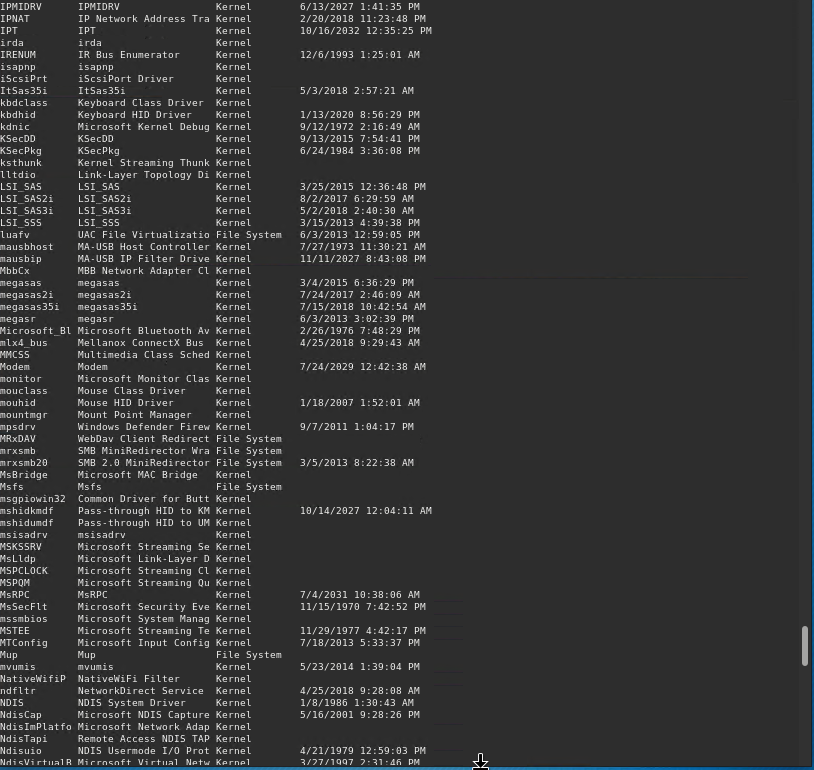 IPMIDRV IPMIDRV Kernel 6/13/2027 1:41:35 PM
IPNAT IP Network Address Tra Kernel 2/20/2018 11:23:48 PM
IPT IPT Kernel 10/16/2032 12:35:25 PM
irda irda Kernel
IRENUM IR Bus Enumerator Kernel 12/6/1993 1:25:01 AM
isapnp isapnp Kernel
iScsiPrt iScsiPort Driver Kernel
ItSas35i ItSas35i Kernel 5/3/2018 2:57:21 AM
kbdclass Keyboard Class Driver Kernel
kbdhid Keyboard HID Driver Kernel 1/13/2020 8:56:29 PM
kdnic Microsoft Kernel Debug Kernel 9/12/1972 2:16:49 AM
KSecDD KSecDD Kernel 9/13/2015 7:54:41 PM
KSecPkg KSecPkg Kernel 6/24/1984 3:36:08 PM
ksthunk Kernel Streaming Thunk Kernel
lltdio Link-Layer Topology Di Kernel
LSI_SAS LSI_SAS Kernel 3/25/2015 12:36:48 PM
LSI_SAS2i LSI_SAS2i Kernel 8/2/2017 6:29:59 AM
LSI_SAS3i LSI_SAS3i Kernel 5/2/2018 2:40:30 AM
LSI_SSS LSI_SSS Kernel 3/15/2013 4:39:38 PM
luafv UAC File Virtualizatio File System 6/3/2013 12:59:05 PM
mausbhost MA-USB Host Controller Kernel 7/27/1973 11:30:21 AM
mausbip MA-USB IP Filter Drive Kernel 11/11/2027 8:43:08 PM
MbbCx MBB Network Adapter Cl Kernel
megasas megasas Kernel 3/4/2015 6:36:29 PM
megasas2i megasas2i Kernel 7/24/2017 2:46:09 AM
megasas35i megasas35i Kernel 7/15/2018 10:42:54 AM
megasr megasr Kernel 6/3/2013 3:02:39 PM
Microsoft_Bl Microsoft Bluetooth Av Kernel 2/26/1976 7:48:29 PM
mlx4_bus Mellanox ConnectX Bus Kernel 4/25/2018 9:29:43 AM
MMCSS Multimedia Class Sched Kernel
Modem Modem Kernel 7/24/2029 12:42:38 AM
monitor Microsoft Monitor Clas Kernel
mouclass Mouse Class Driver Kernel
mouhid Mouse HID Driver Kernel 1/18/2007 1:52:01 AM
mountmgr Mount Point Manager Kernel
mpsdrv Windows Defender Firew Kernel 9/7/2011 1:04:17 PM
MRxDAV WebDav Client Redirect File System
mrxsmb SMB MiniRedirector Wra File System
mrxsmb20 SMB 2.0 MiniRedirector File System 3/5/2013 8:22:38 AM
MsBridge Microsoft MAC Bridge Kernel
Msfs Msfs File System
msgpiowin32 Common Driver for Butt Kernel
mshidkmdf Pass-through HID to KM Kernel 10/14/2027 12:04:11 AM
mshidumdf Pass-through HID to UM Kernel
msisadrv msisadrv Kernel
MSKSSRV Microsoft Streaming Se Kernel
MsLldp Microsoft Link-Layer D Kernel
MSPCLOCK Microsoft Streaming Cl Kernel
MSPQM Microsoft Streaming Qu Kernel
MsRPC MsRPC Kernel 7/4/2031 10:38:06 AM
MsSecFlt Microsoft Security Eve Kernel 11/15/1970 7:42:52 PM
mssmbios Microsoft System Manag Kernel
MSTEE Microsoft Streaming Te Kernel 11/29/1977 4:42:17 PM
MTConfig Microsoft Input Config Kernel 7/18/2013 5:33:37 PM
Mup Mup File System
mvumis mvumis Kernel 5/23/2014 1:39:04 PM
NativeWifiP NativeWiFi Filter Kernel
ndfltr NetworkDirect Service Kernel 4/25/2018 9:28:08 AM
NDIS NDIS System Driver Kernel 1/8/1986 1:30:43 AM
NdisCap Microsoft NDIS Capture Kernel 5/16/2001 9:28:26 PM
NdisImPlatfo Microsoft Network Adap Kernel
NdisTapi Remote Access NDIS TAP Kernel
Ndisuio NDIS Usermode I/O Prot Kernel 4/21/1979 12:59:03 PM
NdisVirtualB Microsoft Virtual Netw Kernel 3/27/1997 2:31:46 PM